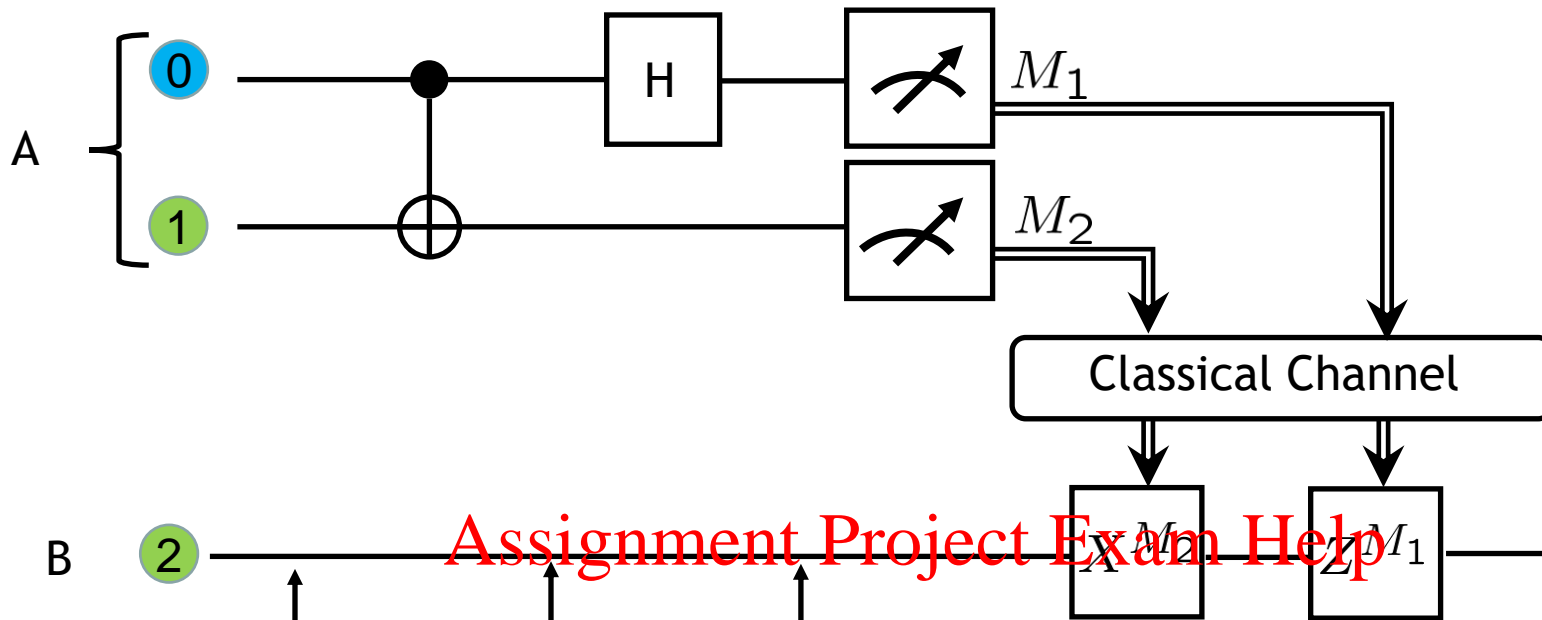 0
H
M₁
A
1
M₂
Classical Channel
B
2
X^{M₂}
Z^{M₁}
Assignment Project Exam Help